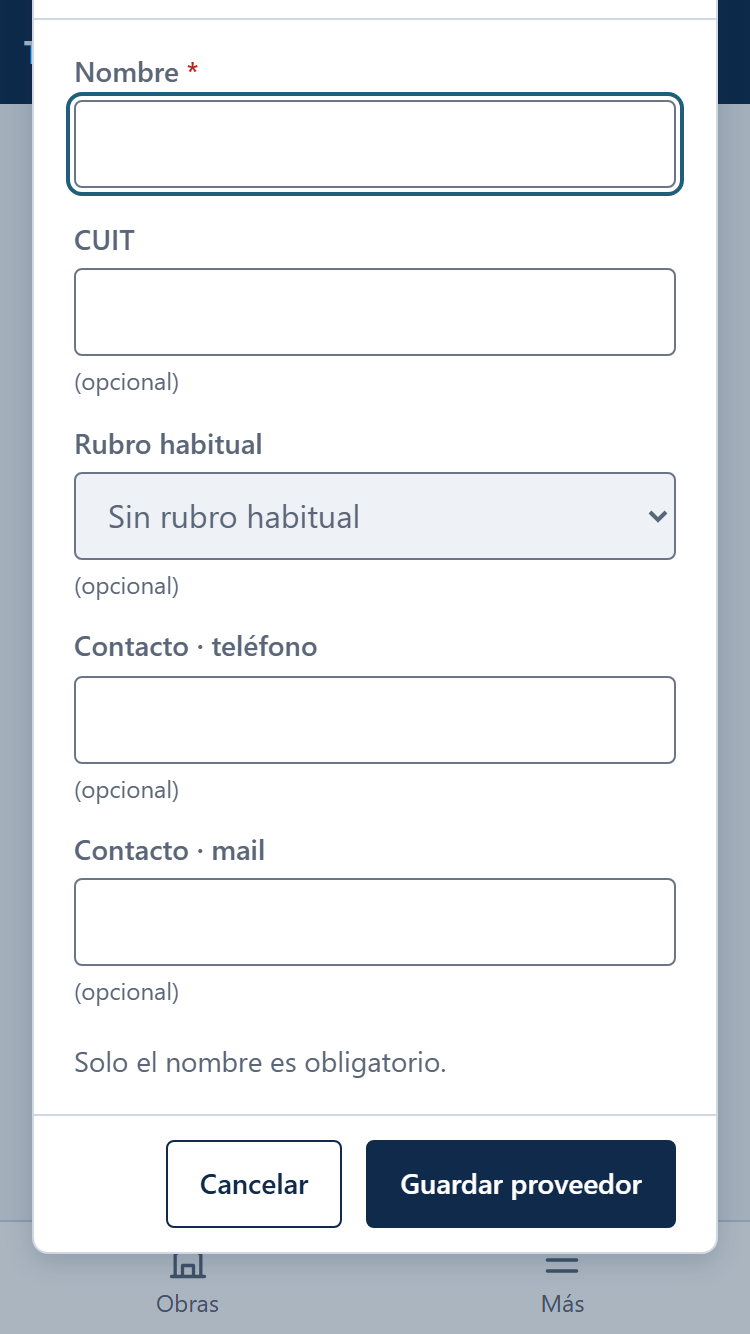 Nombre *
CUIT
(opcional)
Rubro habitual
Sin rubro habitual
(opcional)
Contacto · teléfono
(opcional)
Contacto · mail
(opcional)
Solo el nombre es obligatorio.
Cancelar
Guardar proveedor
Obras
Más